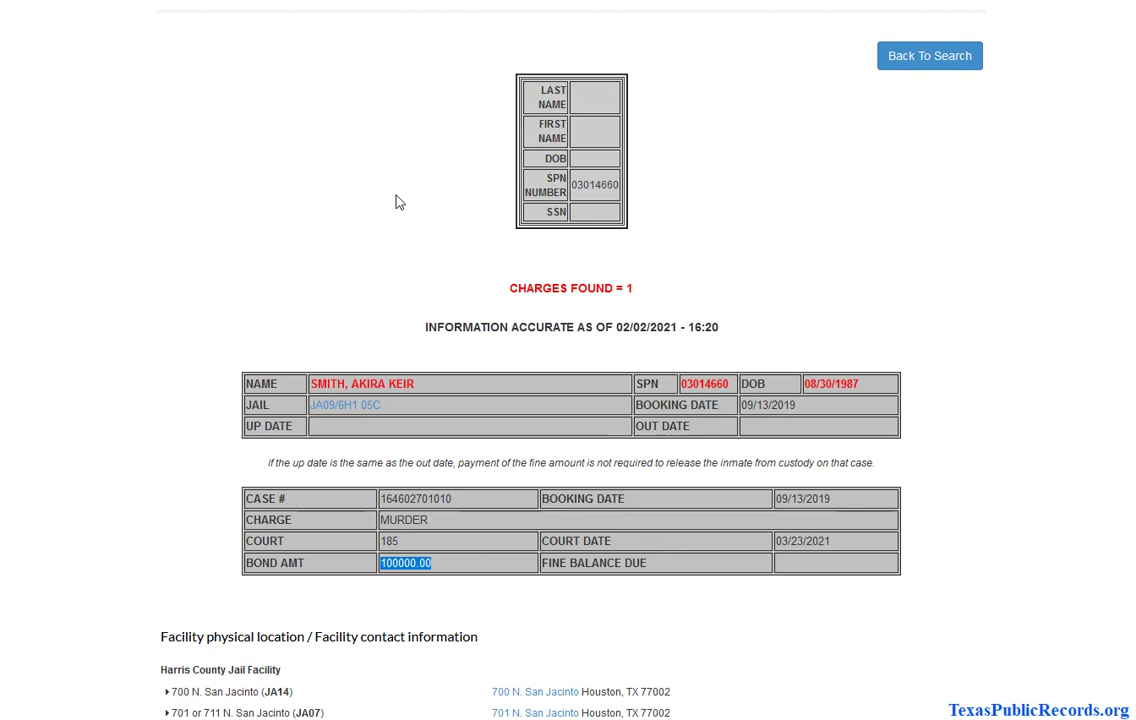 Back To Search
LAST
NAME
FIRST
NAME
DOB
SPN
NUMBER 03014660
SSN
CHARGES FOUND = 1
INFORMATION ACCURATE AS OF 02/02/2021 - 16:20
NAME SMITH, AKIRA KEIR SPN 03014660 DOB 08/30/1987
JAIL JA09/6H1 05C BOOKING DATE 09/13/2019
UP DATE OUT DATE
if the up date is the same as the out date, payment of the fine amount is not required to release the inmate from custody on that case.
CASE # 164602701010 BOOKING DATE 09/13/2019
CHARGE MURDER
COURT 185 COURT DATE 03/23/2021
BOND AMT 100000.00 FINE BALANCE DUE
Facility physical location / Facility contact information
Harris County Jail Facility
700 N. San Jacinto (JA14) 700 N. San Jacinto Houston, TX 77002
701 or 711 N. San Jacinto (JA07) 701 N. San Jacinto Houston, TX 77002
TexasPublicRecords.org